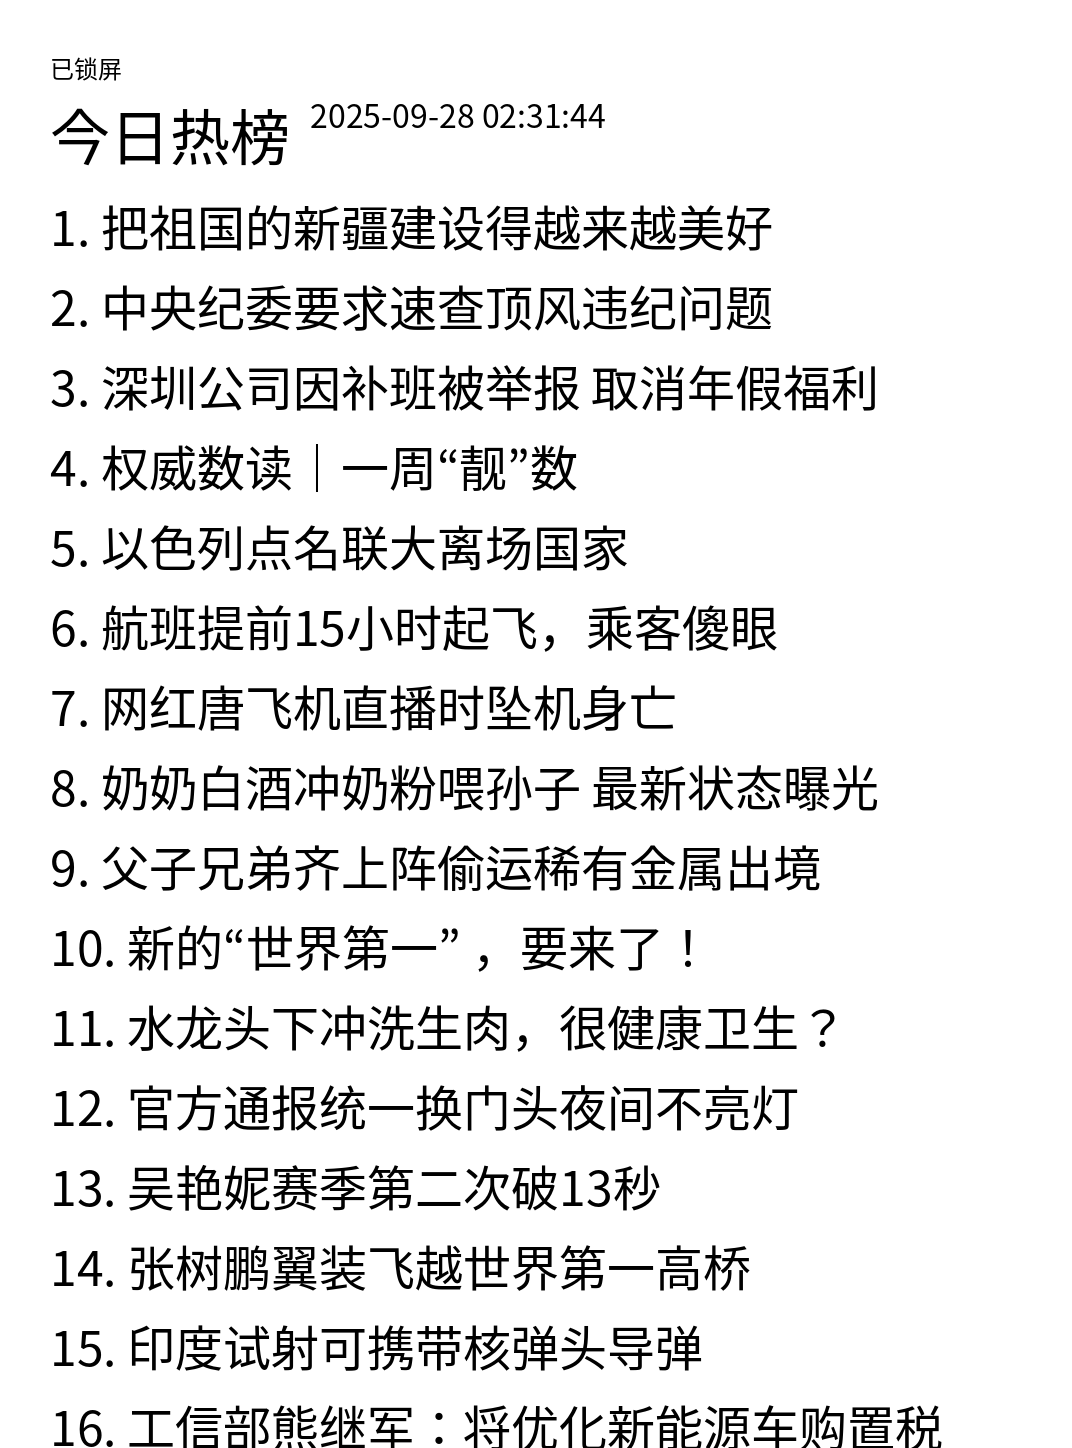 已锁屏
今日热榜 2025-09-28 02:31:44
1. 把祖国的新疆建设得越来越美好
2. 中央纪委要求速查顶风违纪问题
3. 深圳公司因补班被举报 取消年假福利
4. 权威数读｜一周“靓”数
5. 以色列点名联大离场国家
6. 航班提前15小时起飞，乘客傻眼
7. 网红唐飞机直播时坠机身亡
8. 奶奶白酒冲奶粉喂孙子 最新状态曝光
9. 父子兄弟齐上阵偷运稀有金属出境
10. 新的“世界第一” ，要来了！
11. 水龙头下冲洗生肉，很健康卫生？
12. 官方通报统一换门头夜间不亮灯
13. 吴艳妮赛季第二次破13秒
14. 张树鹏翼装飞越世界第一高桥
15. 印度试射可携带核弹头导弹
16. 工信部熊继军：将优化新能源车购置税